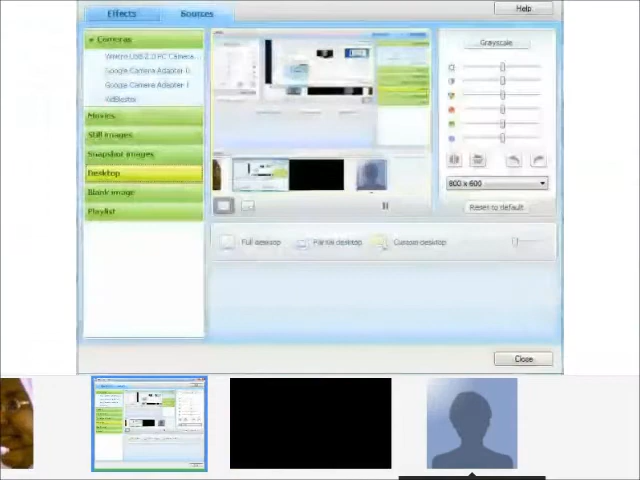 Effects
Sources
Help
Cameras
Google Camera Adapter 0
Google Camera Adapter 1
Movies
Still images
Snapshot images
Desktop
Blank image
Playlist
Grayscale
800 x 600
Reset to default
Full desktop
Partial desktop
Custom desktop
Close